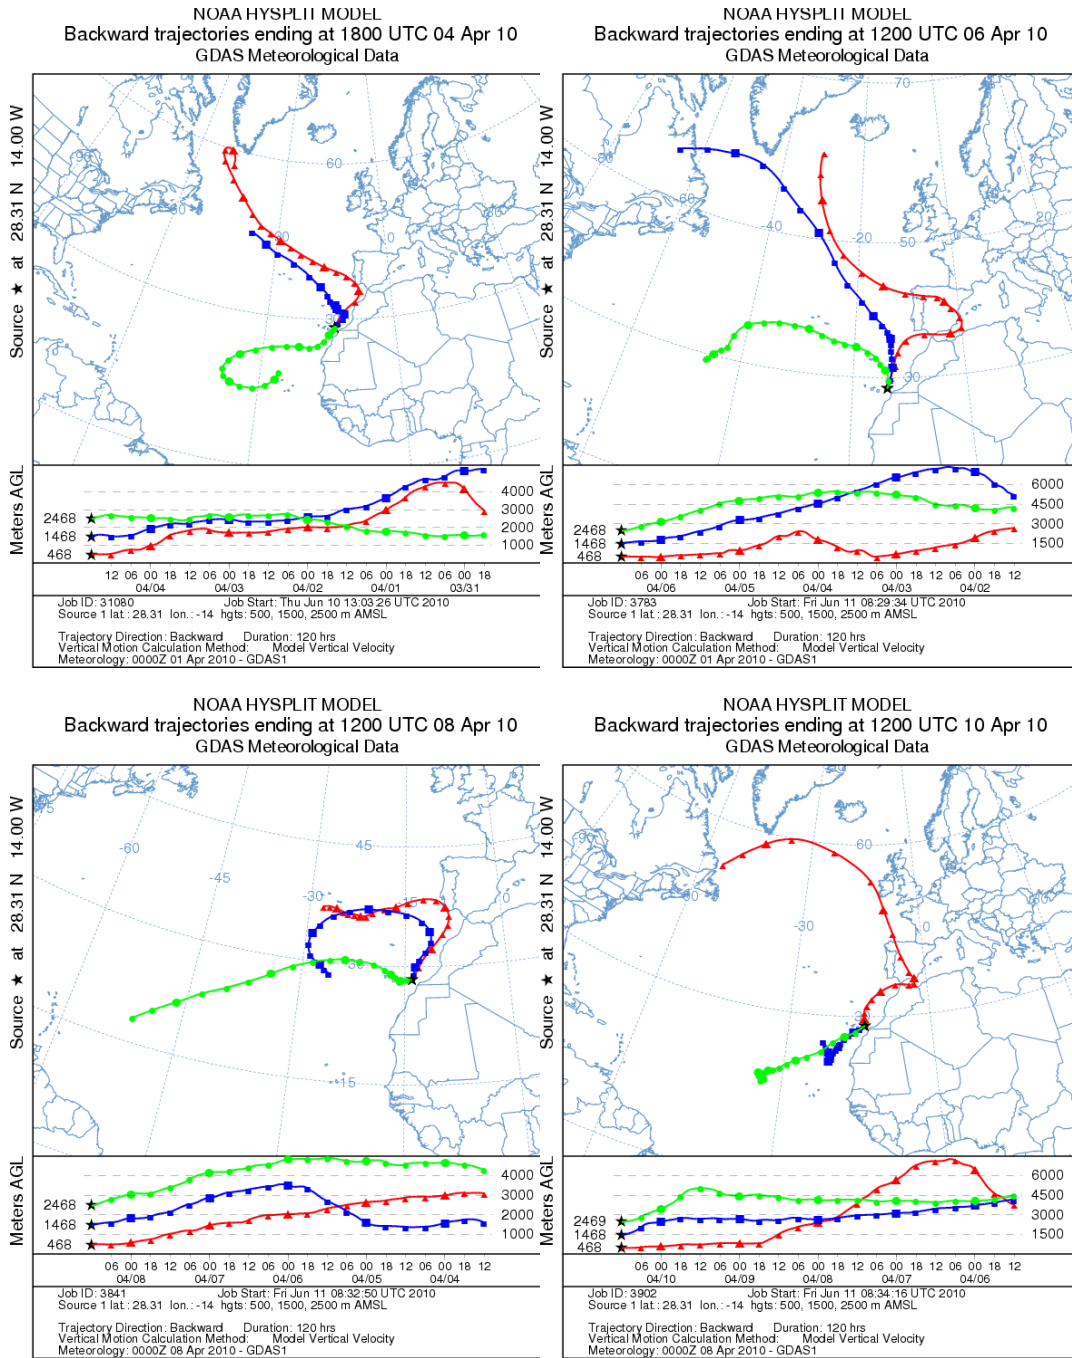 NOAA HYSPLIT MODEL
Backward trajectories ending at 1800 UTC 04 Apr 10
GDAS Meteorological Data
Source ★ at 28.31 N 14.00 W
60
30
0
Meters AGL
4000
3000
2000
1000
2468
1468
468
12 06 00 18 12 06 00 18 12 06 00 18 12 06 00 18 12 06 00 18
04/04 04/03 04/02 04/01 03/31
Job ID: 31080 Job Start: Thu Jun 10 13:03:26 UTC 2010
Source 1 lat.: 28.31 lon.: -14 hgts: 500, 1500, 2500 m AMSL
Trajectory Direction: Backward Duration: 120 hrs
Vertical Motion Calculation Method: Model Vertical Velocity
Meteorology: 0000Z 01 Apr 2010 - GDAS1
NOAA HYSPLIT MODEL
Backward trajectories ending at 1200 UTC 06 Apr 10
GDAS Meteorological Data
Source ★ at 28.31 N 14.00 W
70
-40
-20
50
20
30
Meters AGL
6000
4500
3000
1500
2468
1468
468
06 00 18 12 06 00 18 12 06 00 18 12 06 00 18 12 06 00 18 12
04/06 04/05 04/04 04/03 04/02
Job ID: 3783 Job Start: Fri Jun 11 08:29:34 UTC 2010
Source 1 lat.: 28.31 lon.: -14 hgts: 500, 1500, 2500 m AMSL
Trajectory Direction: Backward Duration: 120 hrs
Vertical Motion Calculation Method: Model Vertical Velocity
Meteorology: 0000Z 01 Apr 2010 - GDAS1
NOAA HYSPLIT MODEL
Backward trajectories ending at 1200 UTC 08 Apr 10
GDAS Meteorological Data
Source ★ at 28.31 N 14.00 W
-60
45
-45
-30
-15
0
30
15
Meters AGL
4000
3000
2000
1000
2468
1468
468
06 00 18 12 06 00 18 12 06 00 18 12 06 00 18 12 06 00 18 12
04/08 04/07 04/06 04/05 04/04
Job ID: 3841 Job Start: Fri Jun 11 08:32:50 UTC 2010
Source 1 lat.: 28.31 lon.: -14 hgts: 500, 1500, 2500 m AMSL
Trajectory Direction: Backward Duration: 120 hrs
Vertical Motion Calculation Method: Model Vertical Velocity
Meteorology: 0000Z 08 Apr 2010 - GDAS1
NOAA HYSPLIT MODEL
Backward trajectories ending at 1200 UTC 10 Apr 10
GDAS Meteorological Data
Source ★ at 28.31 N 14.00 W
60
-30
0
30
Meters AGL
6000
4500
3000
1500
2469
1468
468
06 00 18 12 06 00 18 12 06 00 18 12 06 00 18 12 06 00 18 12
04/10 04/09 04/08 04/07 04/06
Job ID: 3902 Job Start: Fri Jun 11 08:34:16 UTC 2010
Source 1 lat.: 28.31 lon.: -14 hgts: 500, 1500, 2500 m AMSL
Trajectory Direction: Backward Duration: 120 hrs
Vertical Motion Calculation Method: Model Vertical Velocity
Meteorology: 0000Z 08 Apr 2010 - GDAS1